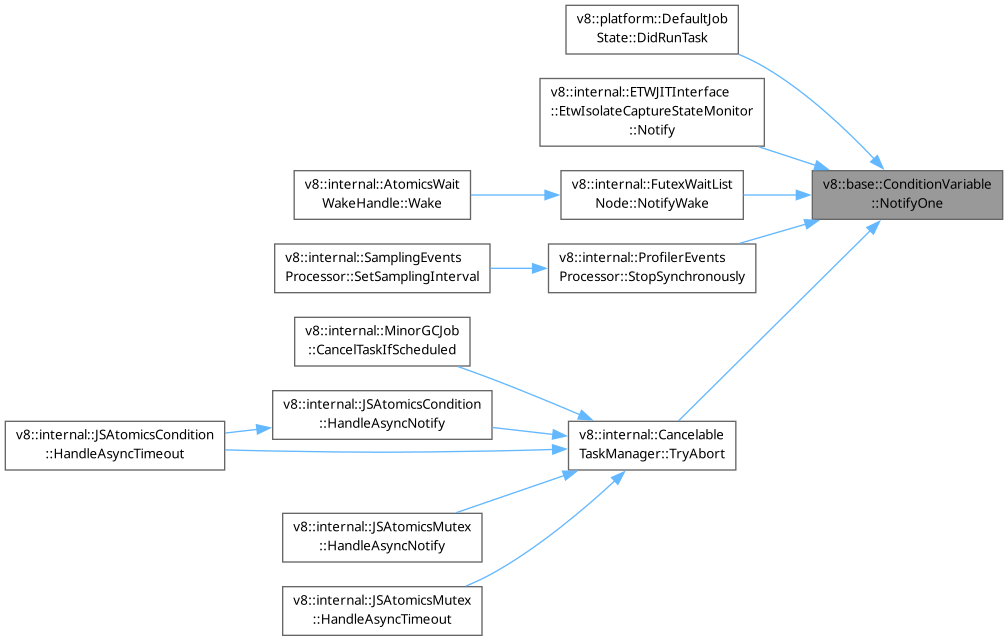 v8::platform::DefaultJob
State::DidRunTask
v8::internal::ETWJITInterface
::EtwIsolateCaptureStateMonitor
::Notify
v8::internal::AtomicsWait
WakeHandle::Wake
v8::internal::FutexWaitList
Node::NotifyWake
v8::base::ConditionVariable
::NotifyOne
v8::internal::SamplingEvents
Processor::SetSamplingInterval
v8::internal::ProfilerEvents
Processor::StopSynchronously
v8::internal::MinorGCJob
::CancelTaskIfScheduled
v8::internal::JSAtomicsCondition
::HandleAsyncNotify
v8::internal::JSAtomicsCondition
::HandleAsyncTimeout
v8::internal::Cancelable
TaskManager::TryAbort
v8::internal::JSAtomicsMutex
::HandleAsyncNotify
v8::internal::JSAtomicsMutex
::HandleAsyncTimeout